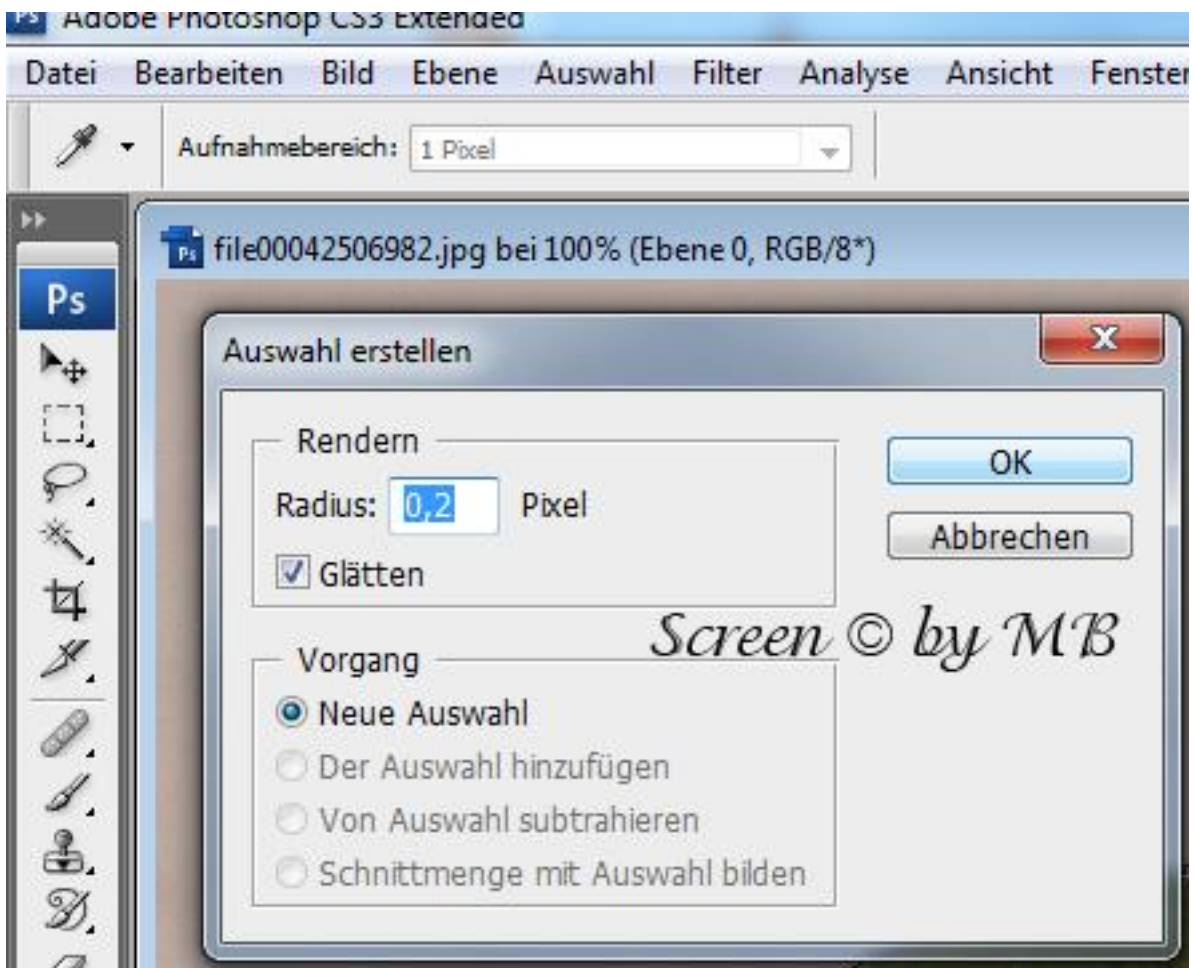 Ps Adobe Photoshop CS3 Extended
Datei Bearbeiten Bild Ebene Auswahl Filter Analyse Ansicht Fenster
Aufnahmebereich: 1 Pixel
Ps file00042506982.jpg bei 100% (Ebene 0, RGB/8*)
Ps
Auswahl erstellen
Rendern
OK
Radius: 0,2 Pixel
Abbrechen
Glätten
Screen © by MB
Vorgang
Neue Auswahl
Der Auswahl hinzufügen
Von Auswahl subtrahieren
Schnittmenge mit Auswahl bilden